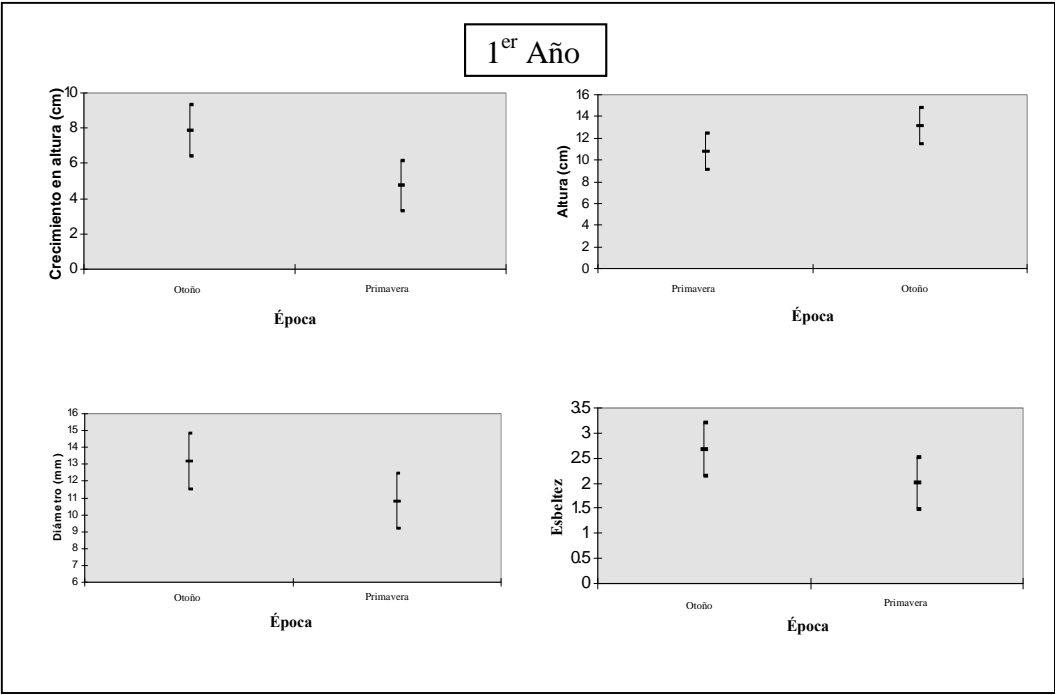 1er Año
Crecimiento en altura (cm)
10
8
6
4
2
0
Otoño Primavera
Época
Altura (cm)
16
14
12
10
8
6
4
2
0
Primavera Otoño
Época
Diámetro (mm)
16
15
14
13
12
11
10
9
8
7
6
Otoño Primavera
Época
Esbeltez
3.5
3
2.5
2
1.5
1
0.5
0
Otoño Primavera
Época